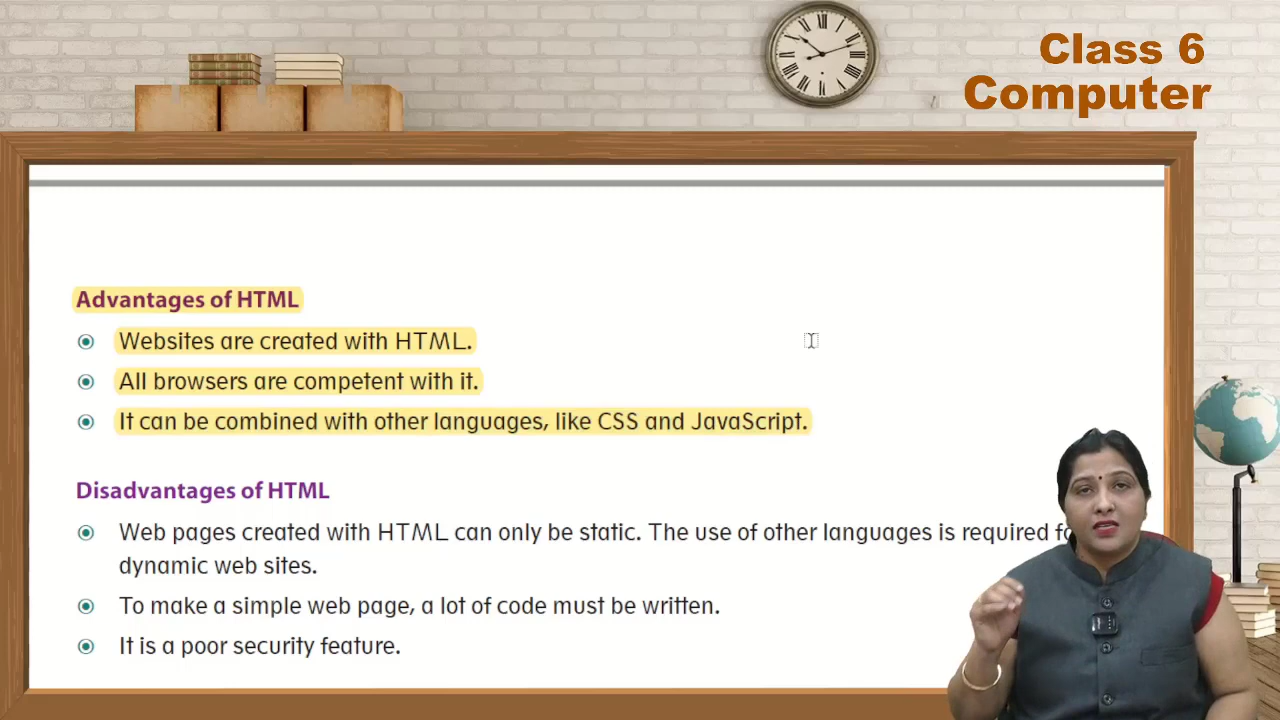 Class 6
Computer
Advantages of HTML
Websites are created with HTML.
All browsers are competent with it.
It can be combined with other languages, like CSS and JavaScript.
Disadvantages of HTML
Web pages created with HTML can only be static. The use of other languages is required
dynamic web sites.
To make a simple web page, a lot of code must be written.
It is a poor security feature.